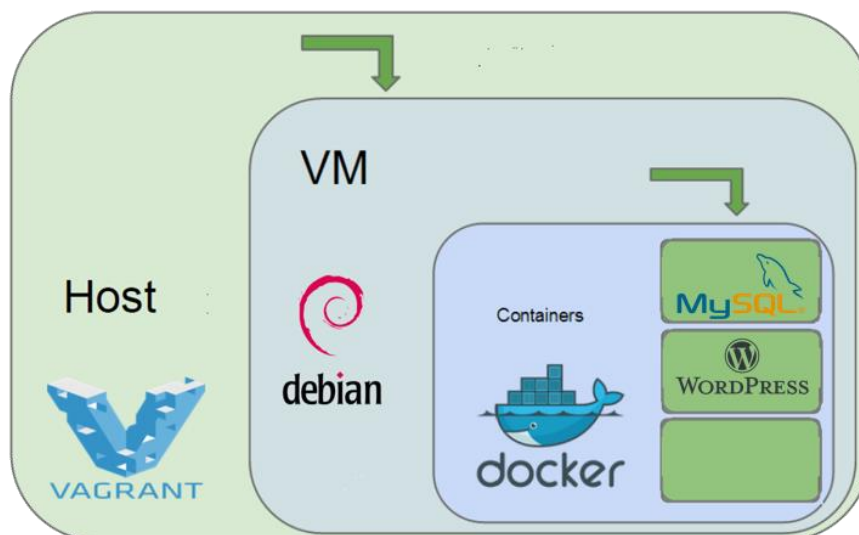 VM
Host
VAGRANT
debian
Containers
docker
MySQL®
WORDPRESS